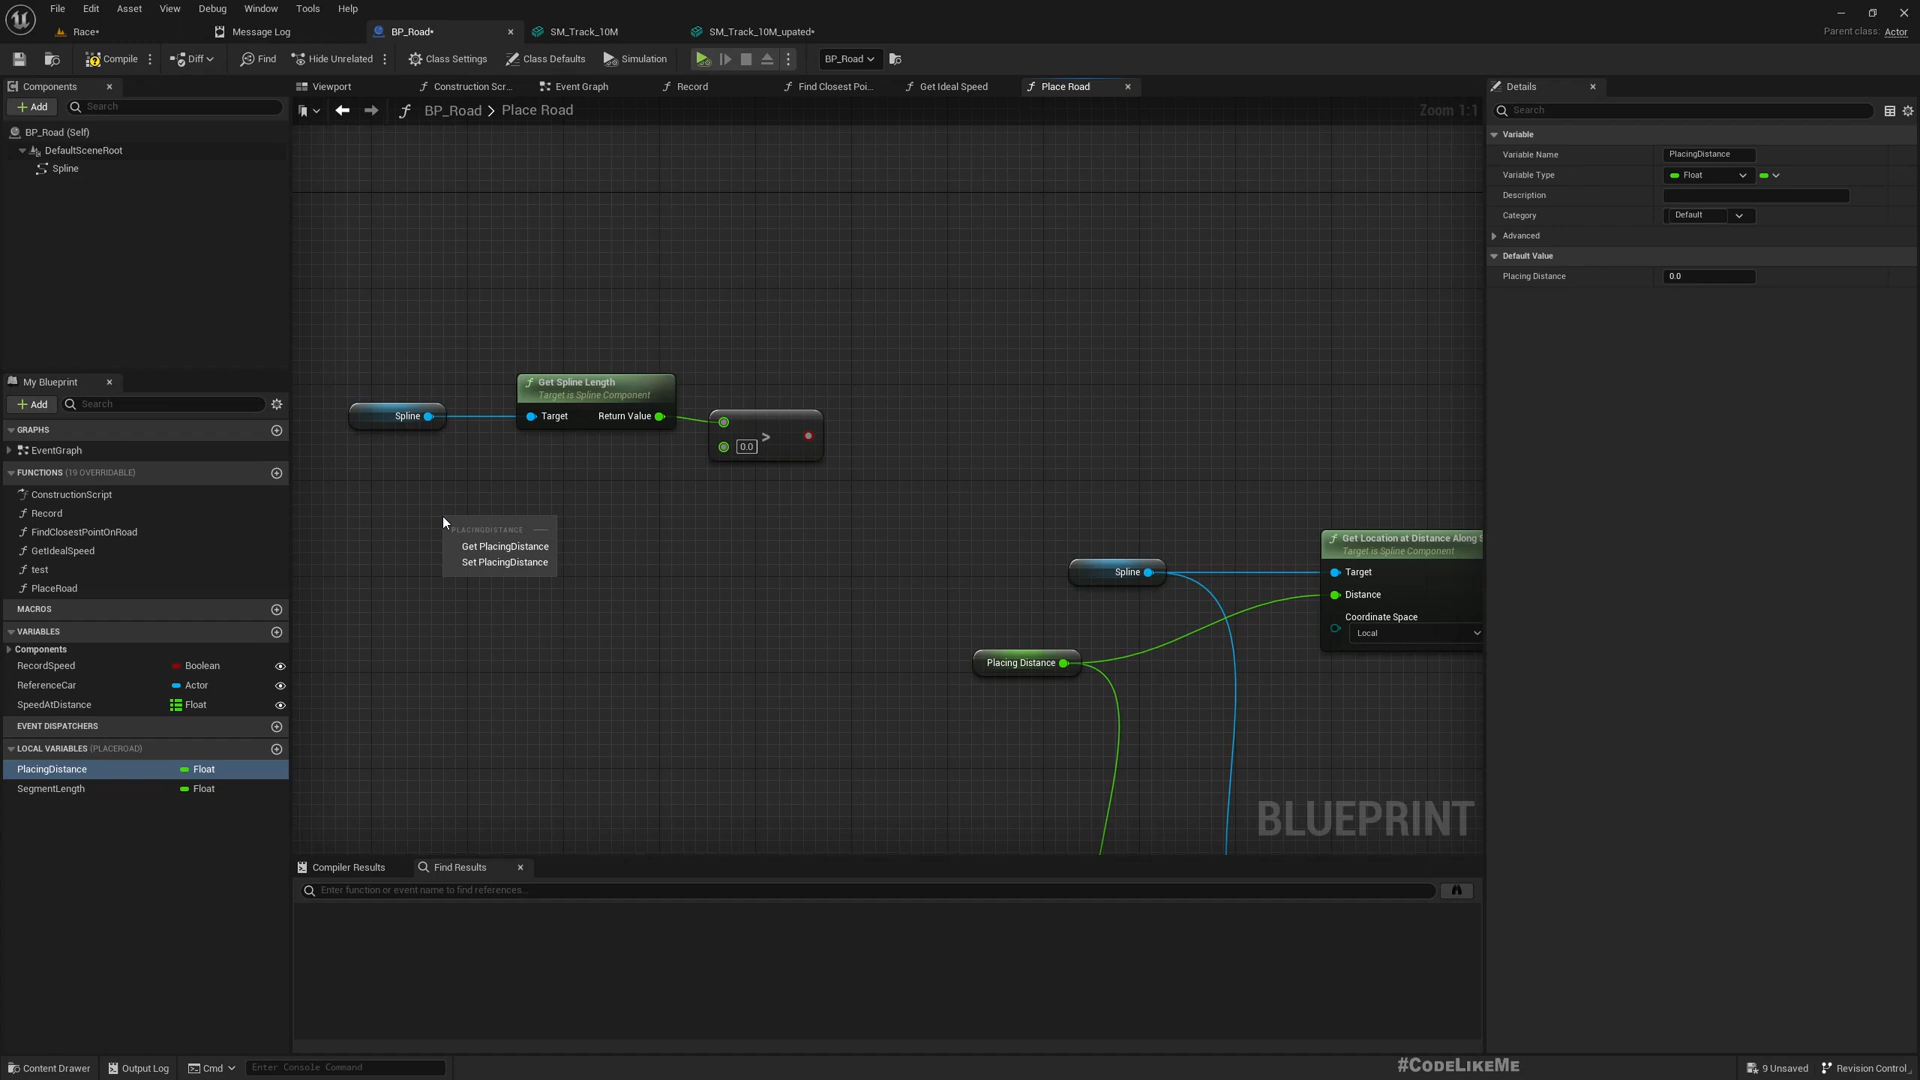 File Edit Asset View Debug Window Tools Help
Race* Message Log BP_Road* SM_Track_10M SM_Track_10M_upated*
Parent class: Actor
Compile Diff Find Hide Unrelated Class Settings Class Defaults Simulation BP_Road
Components
Add Search
BP_Road (Self)
DefaultSceneRoot
Spline
My Blueprint
Add Search
GRAPHS
EventGraph
FUNCTIONS (19 OVERRIDABLE)
ConstructionScript
Record
FindClosestPointOnRoad
GetIdealSpeed
test
PlaceRoad
MACROS
VARIABLES
Components
RecordSpeed Boolean
ReferenceCar Actor
SpeedAtDistance Float
EVENT DISPATCHERS
LOCAL VARIABLES (PLACEROAD)
PlacingDistance Float
SegmentLength Float
Viewport Construction Scr... Event Graph Record Find Closest Poi... Get Ideal Speed Place Road
BP_Road > Place Road
Zoom 1:1
Get Spline Length
Target is Spline Component
Spline Target Return Value
0.0 >
PLACINGDISTANCE
Get PlacingDistance
Set PlacingDistance
Get Location at Distance Along S
Target is Spline Component
Spline Target
Distance
Coordinate Space
Local
Placing Distance
BLUEPRINT
Compiler Results Find Results
Enter function or event name to find references...
Details
Search
Variable
Variable Name PlacingDistance
Variable Type Float
Description
Category Default
Advanced
Default Value
Placing Distance 0.0
Content Drawer Output Log Cmd Enter Console Command
#CodeLikeMe
9 Unsaved Revision Control